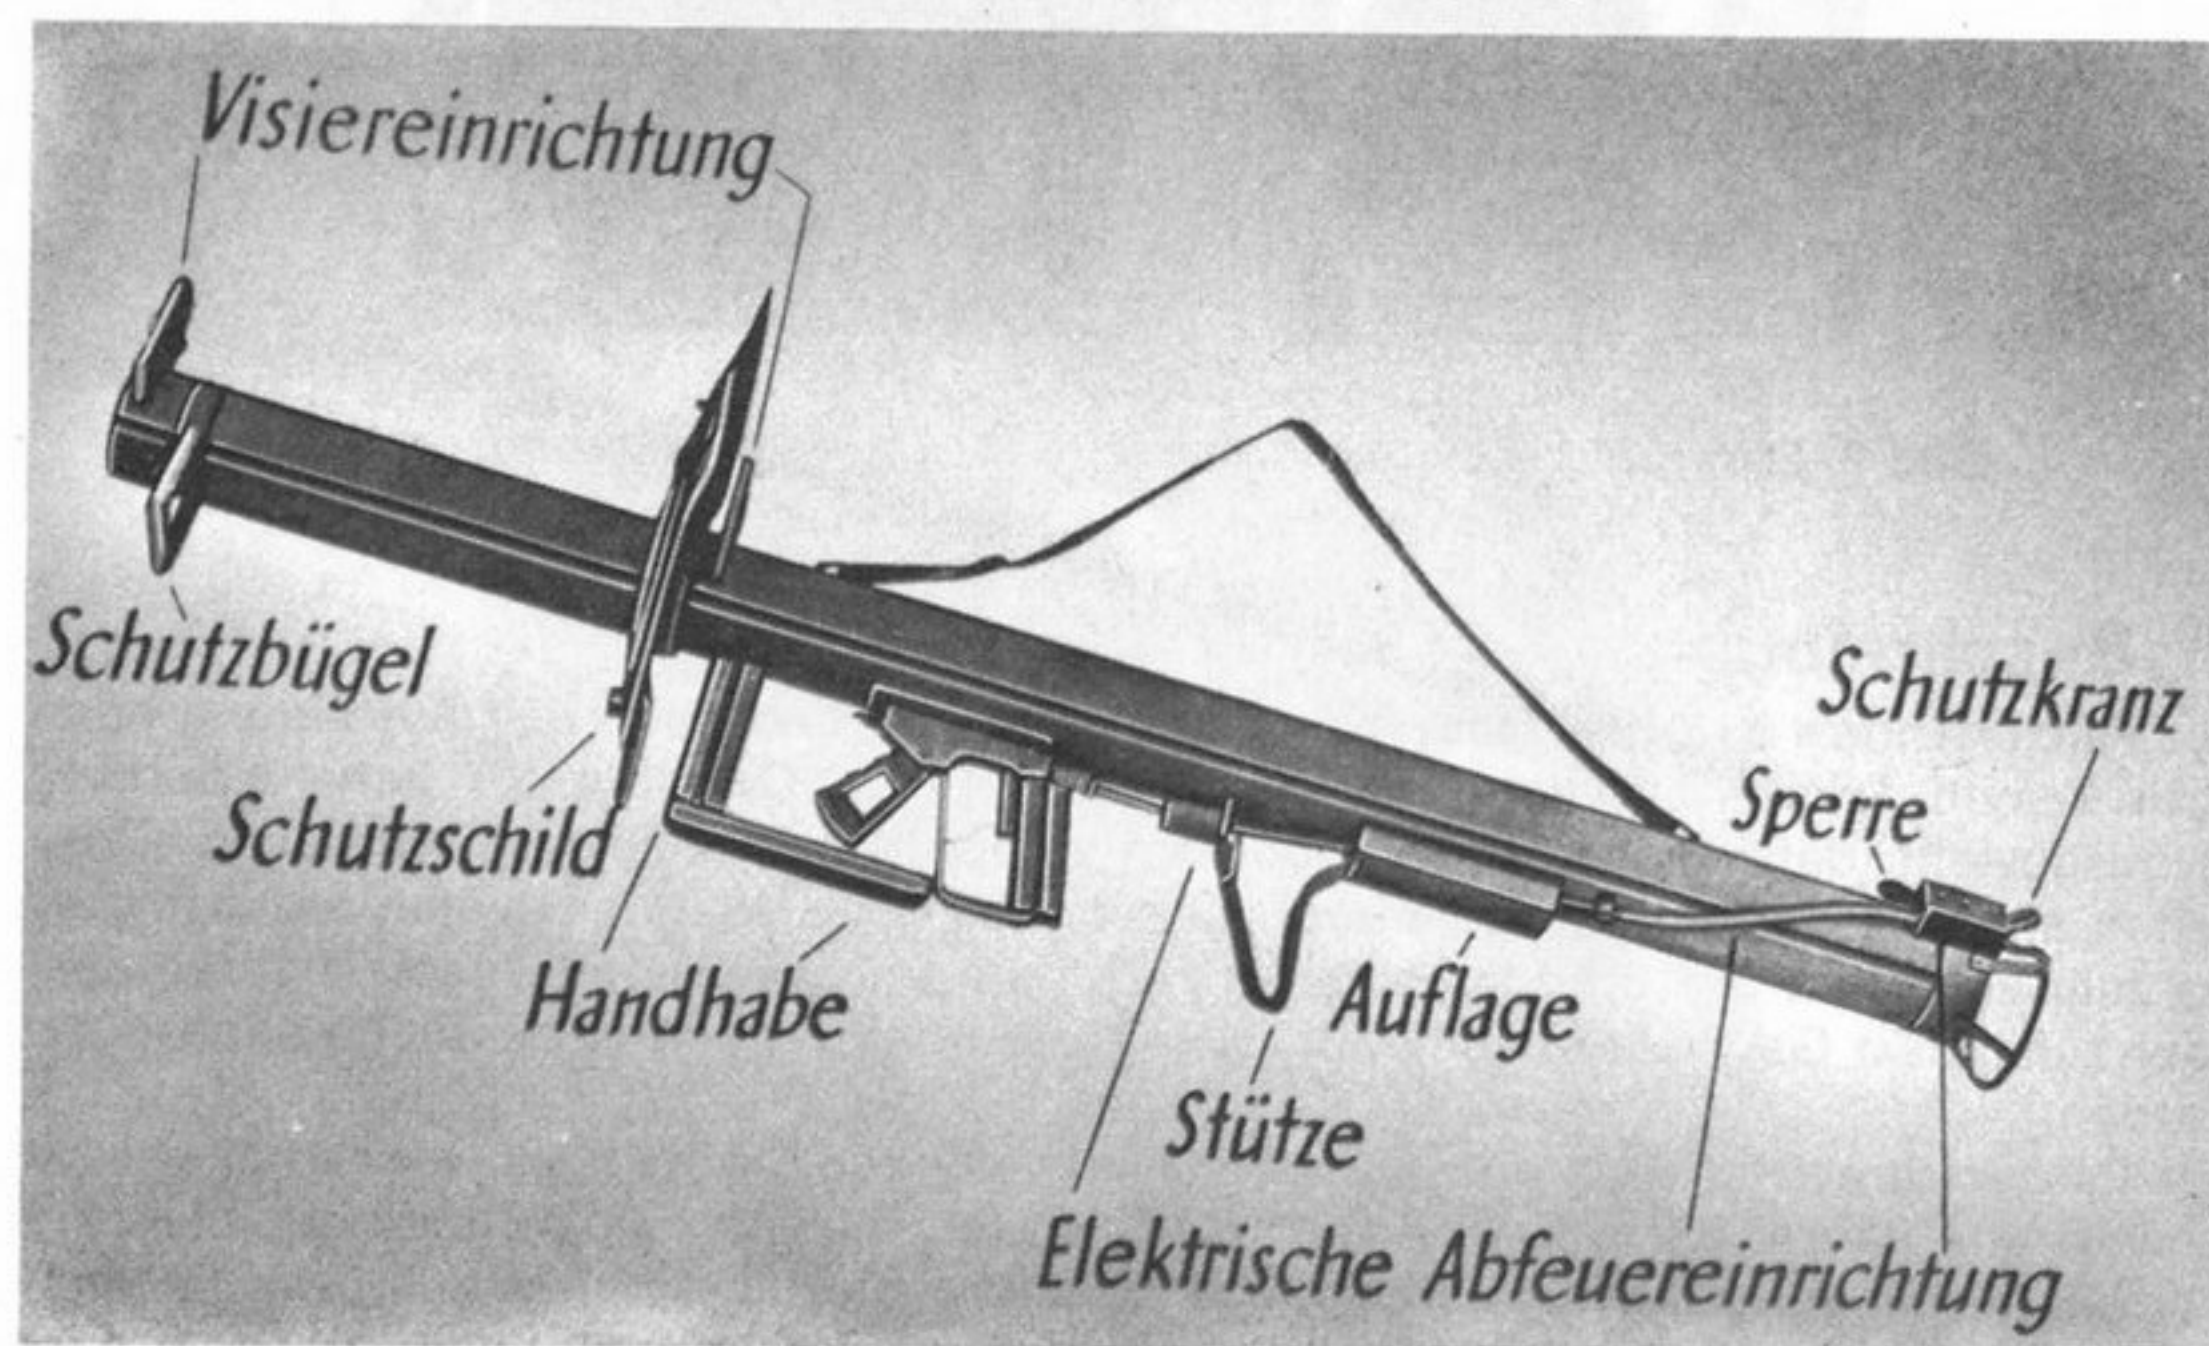 Visiereinrichtung
Schutzbügel
Schutzschild
Handhabe
Schutzkranz
Sperre
Auflage
Stütze
Elektrische Abfeuereinrichtung